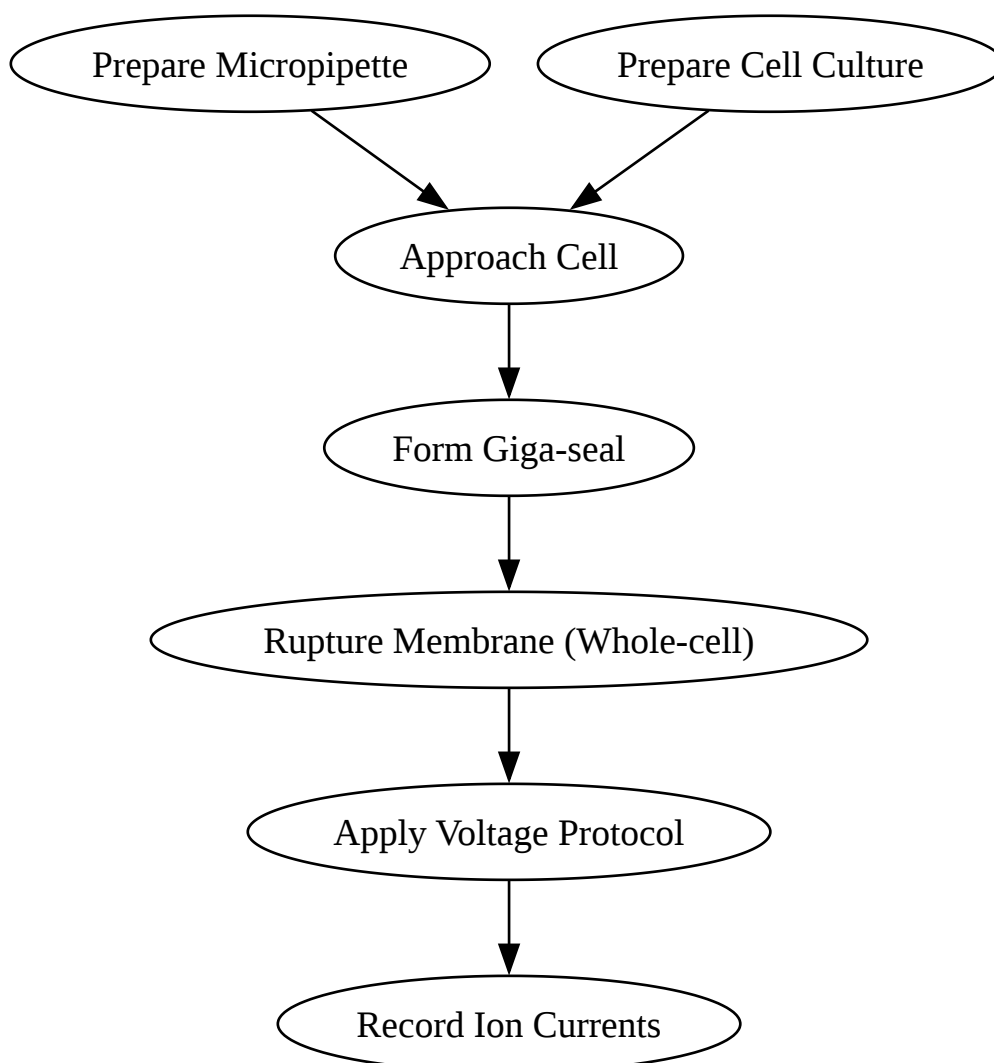 Prepare Micropipette
Prepare Cell Culture
Approach Cell
Form Giga-seal
Rupture Membrane (Whole-cell)
Apply Voltage Protocol
Record Ion Currents